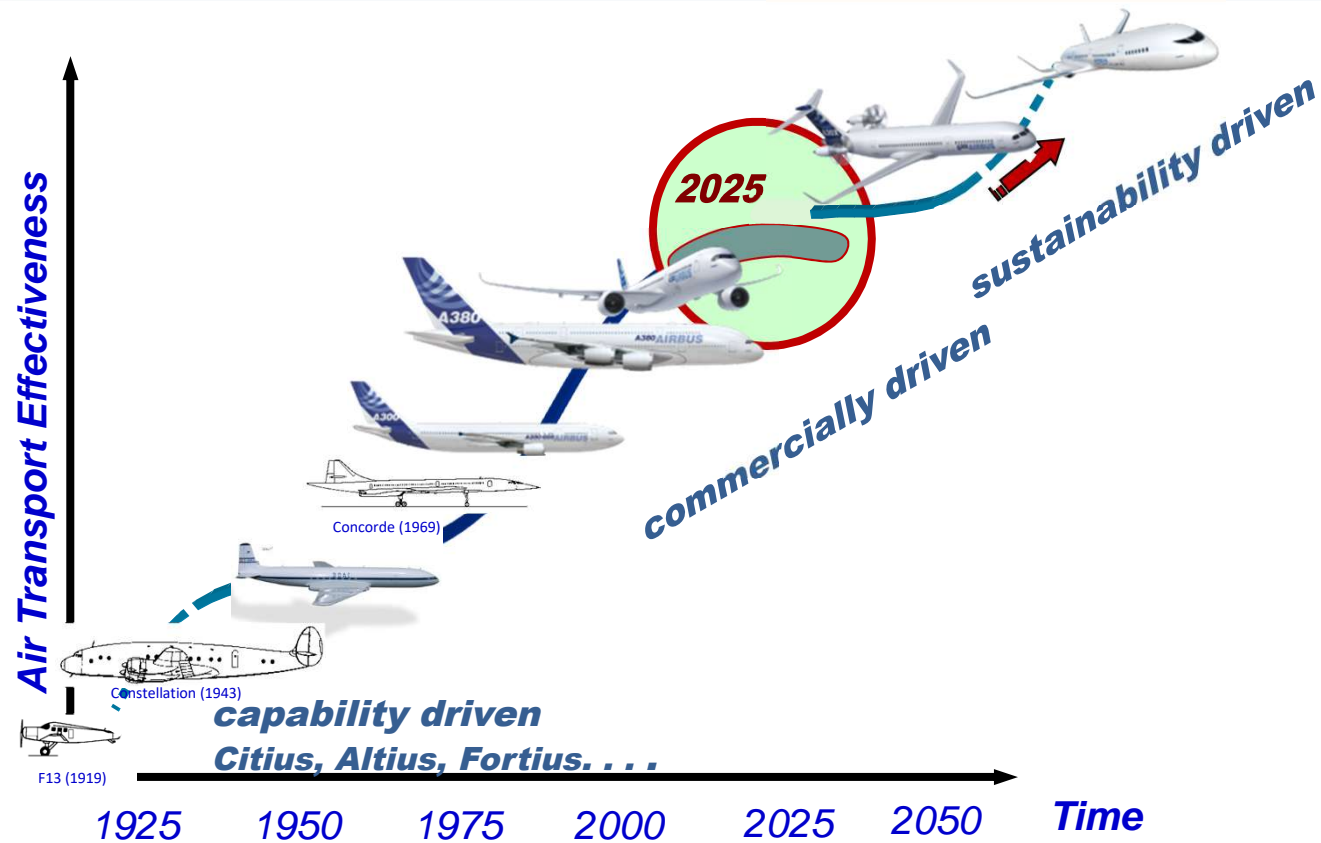 Air Transport Effectiveness
2025
sustainability driven
commercially driven
A380
A380 AIRBUS
A300
AIRBUS
Concorde (1969)
Constellation (1943)
F13 (1919)
capability driven
Citius, Altius, Fortius. . . .
1925 1950 1975 2000 2025 2050 Time